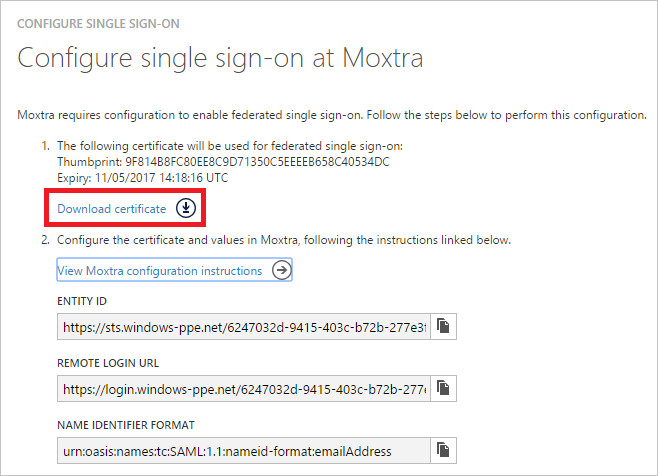 CONFIGURE SINGLE SIGN-ON
Configure single sign-on at Moxtra
Moxtra requires configuration to enable federated single sign-on. Follow the steps below to perform this configuration.
1. The following certificate will be used for federated single sign-on:
Thumbprint: 9F814B8FC80EE8C9D71350C5EEEEB658C40534DC
Expiry: 11/05/2017 14:18:16 UTC
Download certificate
2. Configure the certificate and values in Moxtra, following the instructions linked below.
View Moxtra configuration instructions
ENTITY ID
https://sts.windows-ppe.net/6247032d-9415-403c-b72b-277e3f
REMOTE LOGIN URL
https://login.windows-ppe.net/6247032d-9415-403c-b72b-277e
NAME IDENTIFIER FORMAT
urn:oasis:names:tc:SAML:1.1:nameid-format:emailAddress